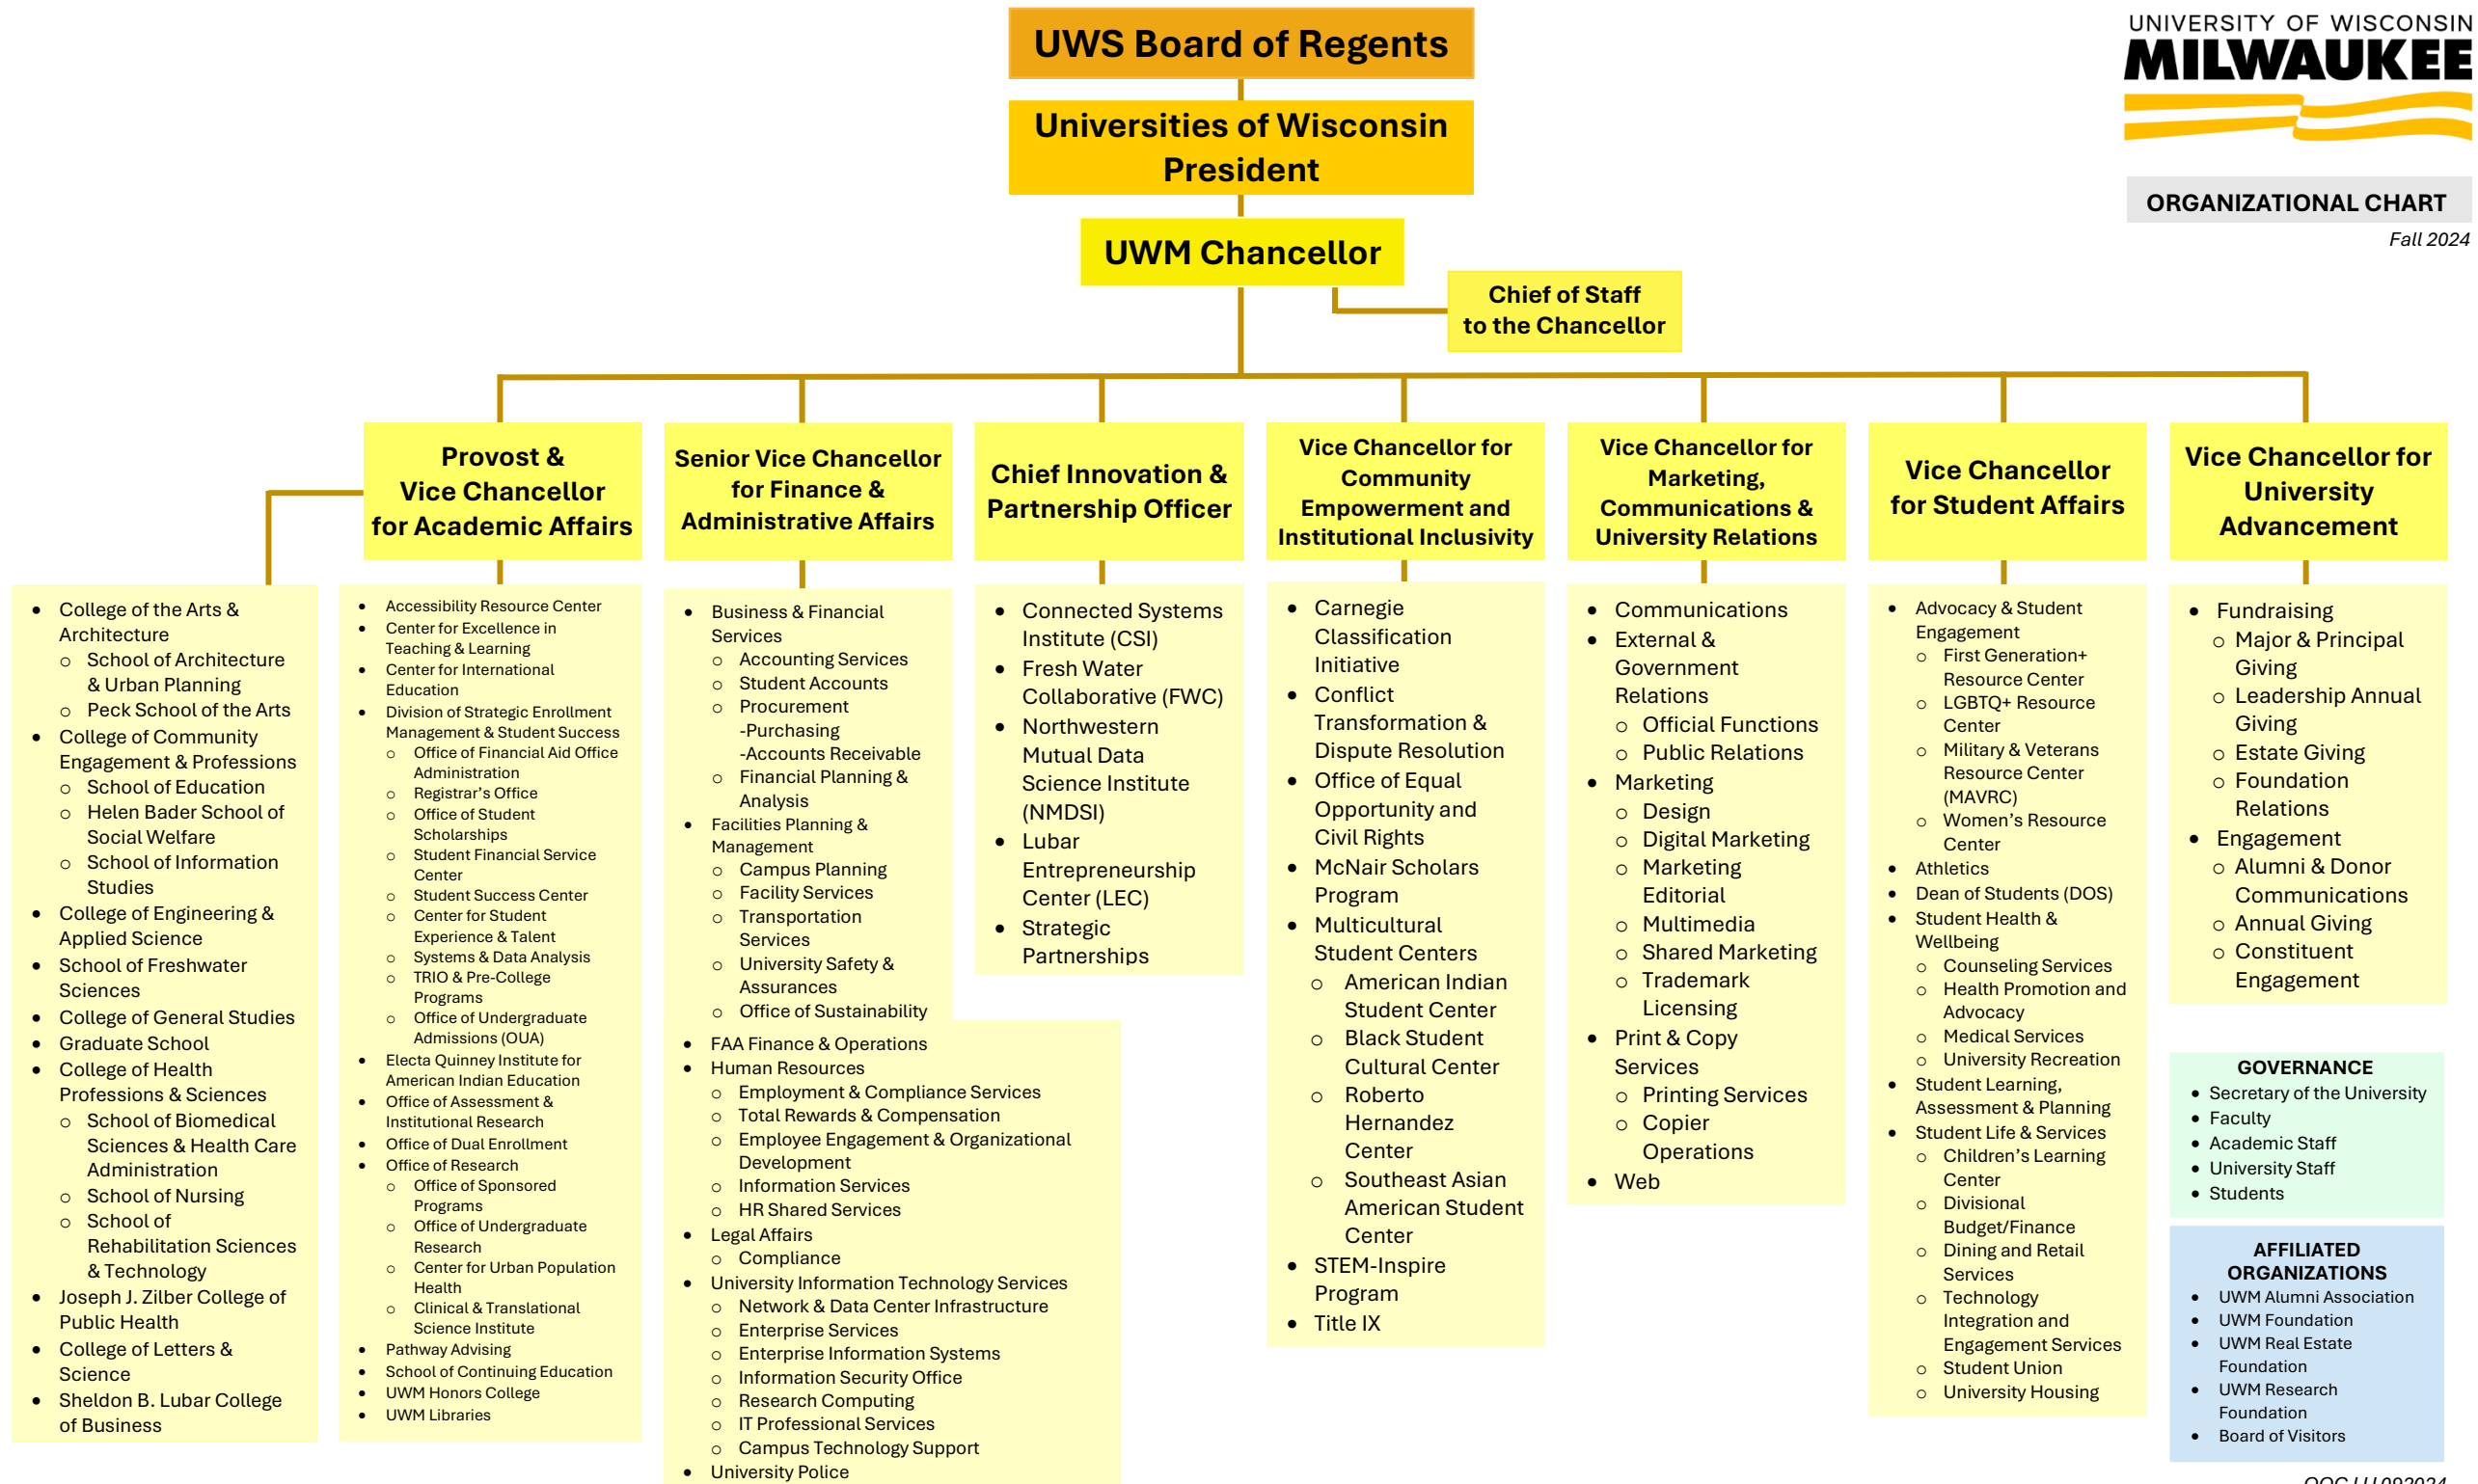 UWS Board of Regents
Universities of Wisconsin
President
UWM Chancellor
Chief of Staff
to the Chancellor
UNIVERSITY OF WISCONSIN
MILWAUKEE
ORGANIZATIONAL CHART
Fall 2024
Provost &
Vice Chancellor
for Academic Affairs
Senior Vice Chancellor
for Finance &
Administrative Affairs
Chief Innovation &
Partnership Officer
Vice Chancellor for
Community
Empowerment and
Institutional Inclusivity
Vice Chancellor for
Marketing,
Communications &
University Relations
Vice Chancellor
for Student Affairs
Vice Chancellor for
University
Advancement
• College of the Arts &
Architecture
o School of Architecture
& Urban Planning
o Peck School of the Arts
• College of Community
Engagement & Professions
o School of Education
o Helen Bader School of
Social Welfare
o School of Information
Studies
• College of Engineering &
Applied Science
• School of Freshwater
Sciences
• College of General Studies
• Graduate School
• College of Health
Professions & Sciences
o School of Biomedical
Sciences & Health Care
Administration
o School of Nursing
o School of
Rehabilitation Sciences
& Technology
• Joseph J. Zilber College of
Public Health
• College of Letters &
Science
• Sheldon B. Lubar College
of Business
• Accessibility Resource Center
• Center for Excellence in
Teaching & Learning
• Center for International
Education
• Division of Strategic Enrollment
Management & Student Success
o Office of Financial Aid Office
Administration
o Registrar’s Office
o Office of Student
Scholarships
o Student Financial Service
Center
o Student Success Center
o Center for Student
Experience & Talent
o Systems & Data Analysis
o TRIO & Pre-College
Programs
o Office of Undergraduate
Admissions (OUA)
• Electa Quinney Institute for
American Indian Education
• Office of Assessment &
Institutional Research
• Office of Dual Enrollment
• Office of Research
o Office of Sponsored
Programs
o Office of Undergraduate
Research
o Center for Urban Population
Health
o Clinical & Translational
Science Institute
• Pathway Advising
• School of Continuing Education
• UWM Honors College
• UWM Libraries
• Business & Financial
Services
o Accounting Services
o Student Accounts
o Procurement
-Purchasing
-Accounts Receivable
o Financial Planning &
Analysis
• Facilities Planning &
Management
o Campus Planning
o Facility Services
o Transportation
Services
o University Safety &
Assurances
o Office of Sustainability
• FAA Finance & Operations
• Human Resources
o Employment & Compliance Services
o Total Rewards & Compensation
o Employee Engagement & Organizational
Development
o Information Services
o HR Shared Services
• Legal Affairs
o Compliance
• University Information Technology Services
o Network & Data Center Infrastructure
o Enterprise Services
o Enterprise Information Systems
o Information Security Office
o Research Computing
o IT Professional Services
o Campus Technology Support
• University Police
• Connected Systems
Institute (CSI)
• Fresh Water
Collaborative (FWC)
• Northwestern
Mutual Data
Science Institute
(NMDSI)
• Lubar
Entrepreneurship
Center (LEC)
• Strategic
Partnerships
• Carnegie
Classification
Initiative
• Conflict
Transformation &
Dispute Resolution
• Office of Equal
Opportunity and
Civil Rights
• McNair Scholars
Program
• Multicultural
Student Centers
o American Indian
Student Center
o Black Student
Cultural Center
o Roberto
Hernandez
Center
o Southeast Asian
American Student
Center
• STEM-Inspire
Program
• Title IX
• Communications
• External &
Government
Relations
o Official Functions
o Public Relations
• Marketing
o Design
o Digital Marketing
o Marketing
Editorial
o Multimedia
o Shared Marketing
o Trademark
Licensing
• Print & Copy
Services
o Printing Services
o Copier
Operations
• Web
• Advocacy & Student
Engagement
o First Generation+
Resource Center
o LGBTQ+ Resource
Center
o Military & Veterans
Resource Center
(MAVRC)
o Women’s Resource
Center
• Athletics
• Dean of Students (DOS)
• Student Health &
Wellbeing
o Counseling Services
o Health Promotion and
Advocacy
o Medical Services
o University Recreation
• Student Learning,
Assessment & Planning
• Student Life & Services
o Children’s Learning
Center
o Divisional
Budget/Finance
o Dining and Retail
Services
o Technology
Integration and
Engagement Services
o Student Union
o University Housing
• Fundraising
o Major & Principal
Giving
o Leadership Annual
Giving
o Estate Giving
o Foundation
Relations
• Engagement
o Alumni & Donor
Communications
o Annual Giving
o Constituent
Engagement
GOVERNANCE
• Secretary of the University
• Faculty
• Academic Staff
• University Staff
• Students
AFFILIATED
ORGANIZATIONS
• UWM Alumni Association
• UWM Foundation
• UWM Real Estate
Foundation
• UWM Research
Foundation
• Board of Visitors